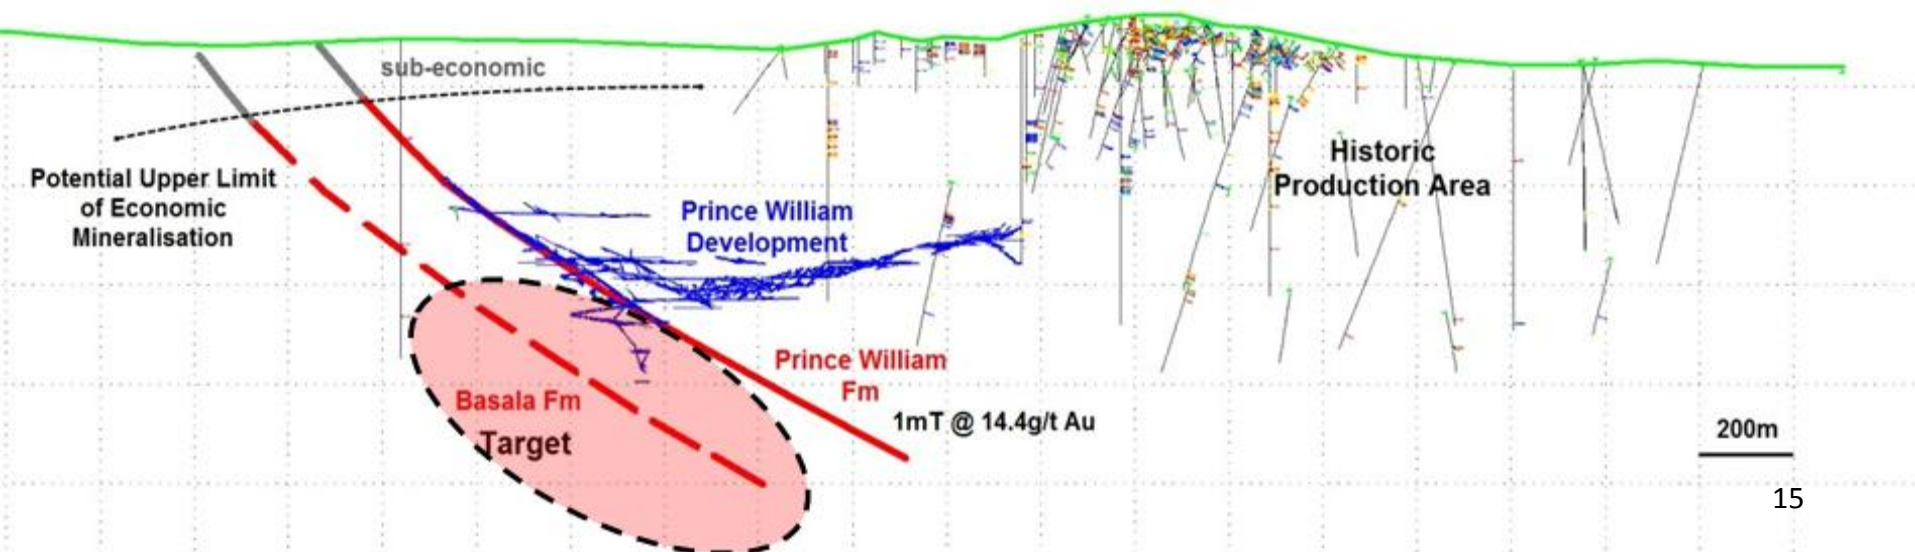 sub-economic
Potential Upper Limit
of Economic
Mineralisation
Prince William
Development
Historic
Production Area
Prince William
Fm
1mT @ 14.4g/t Au
Basala Fm
Target
200m
15